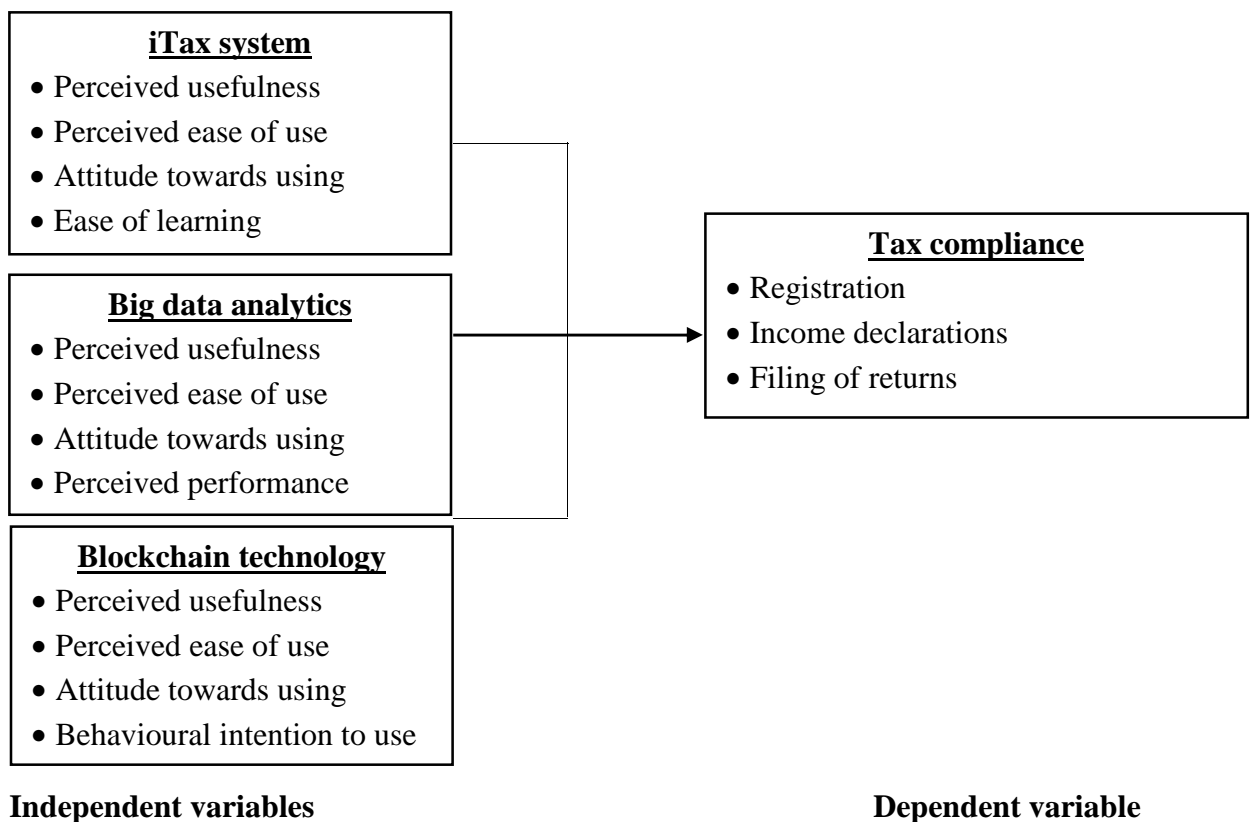 iTax system
• Perceived usefulness
• Perceived ease of use
• Attitude towards using
• Ease of learning
Big data analytics
• Perceived usefulness
• Perceived ease of use
• Attitude towards using
• Perceived performance
Blockchain technology
• Perceived usefulness
• Perceived ease of use
• Attitude towards using
• Behavioural intention to use
Tax compliance
• Registration
• Income declarations
• Filing of returns
Independent variables
Dependent variable